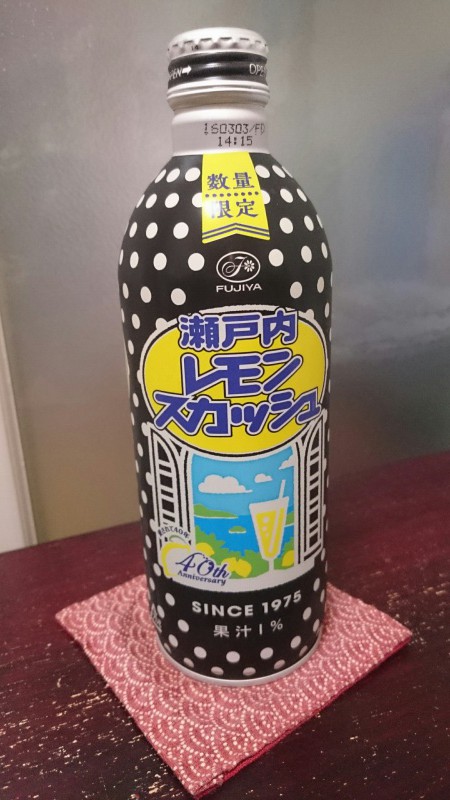 OPEN
150303/FD
14:15
数量
限定
FUJIYA
瀬戸内
レモン
スカッシュ
40th
Anniversary
SINCE 1975
果汁1%